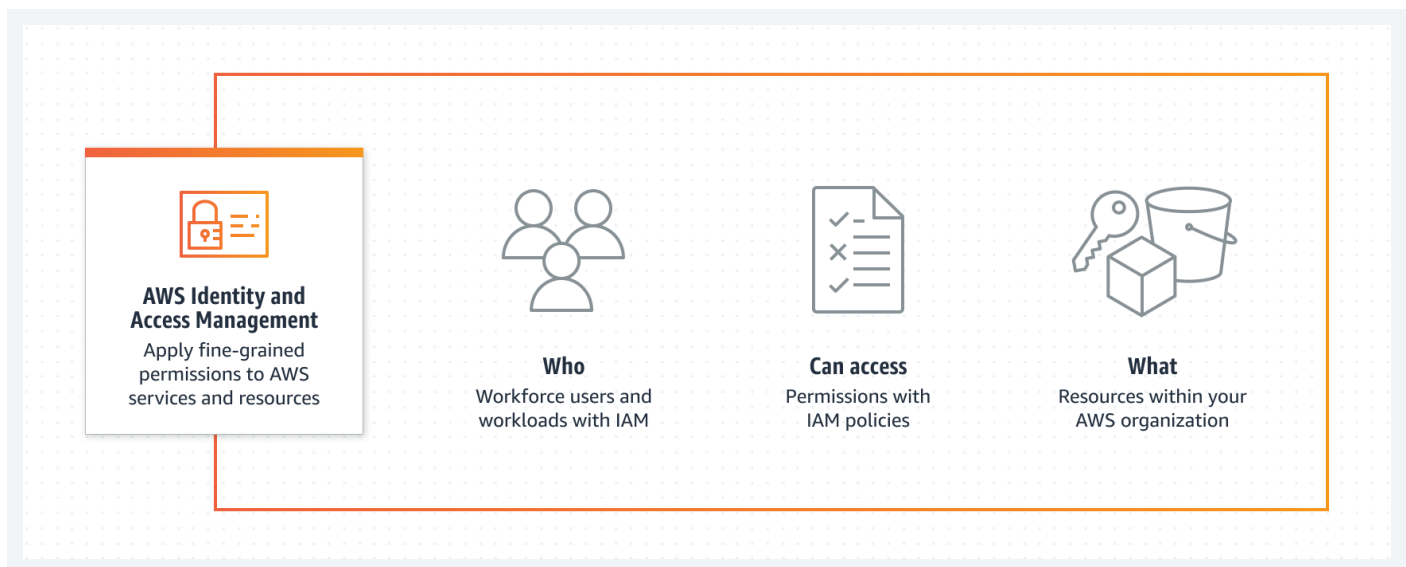 AWS Identity and
Access Management
Apply fine-grained
permissions to AWS
services and resources
Who
Workforce users and
workloads with IAM
Can access
Permissions with
IAM policies
What
Resources within your
AWS organization